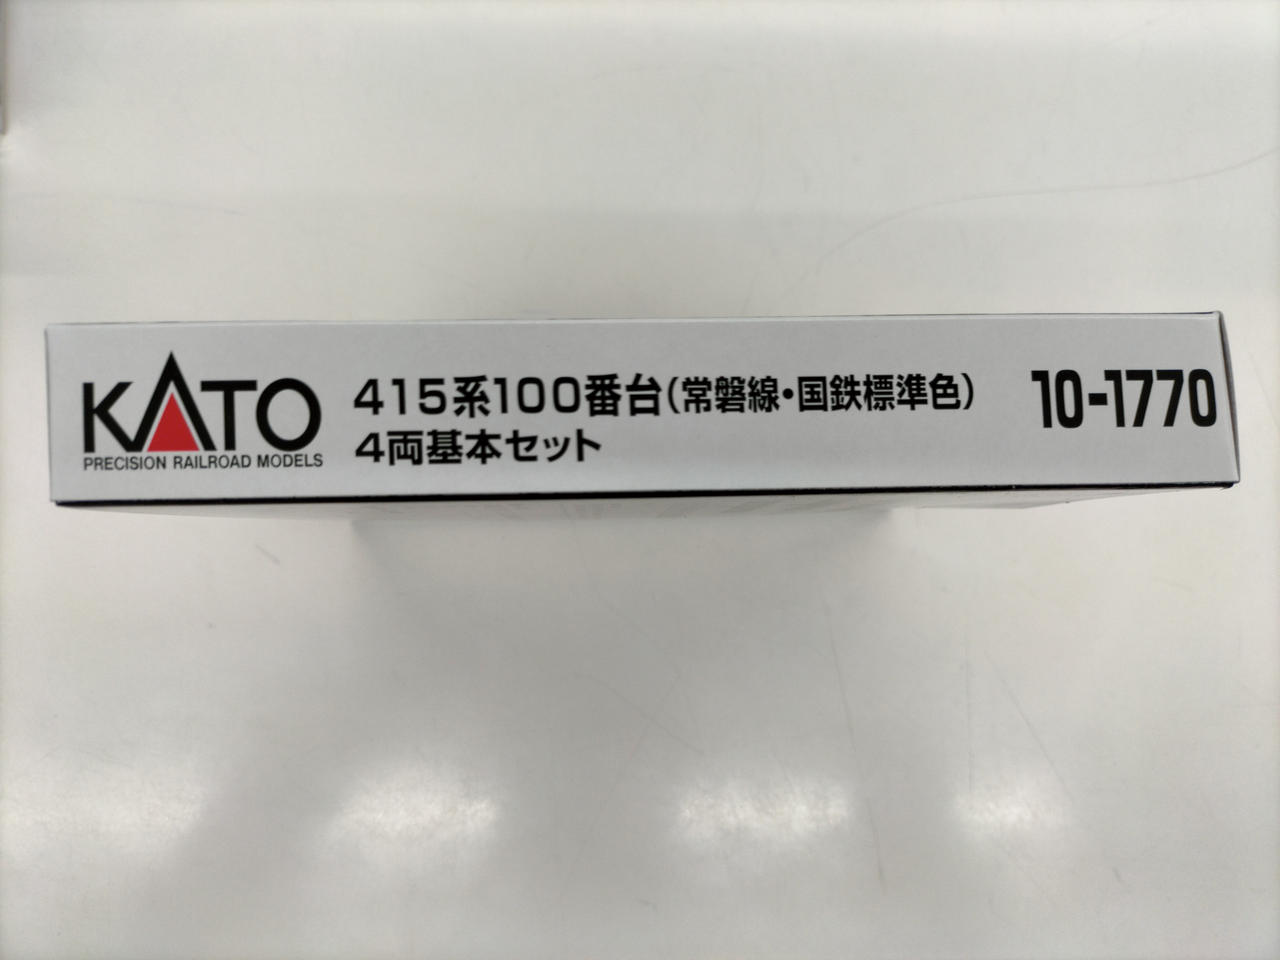 KATO
PRECISION RAILROAD MODELS
415系100番台(常磐線・国鉄標準色)
4両基本セット
10-1770